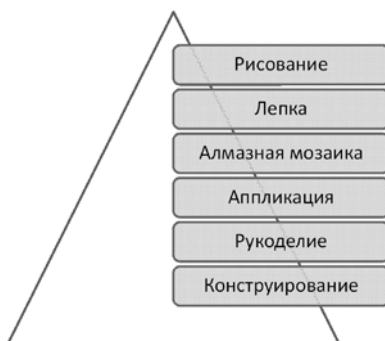 Рисование
Лепка
Алмазная мозаика
Аппликация
Рукоделие
Конструирование